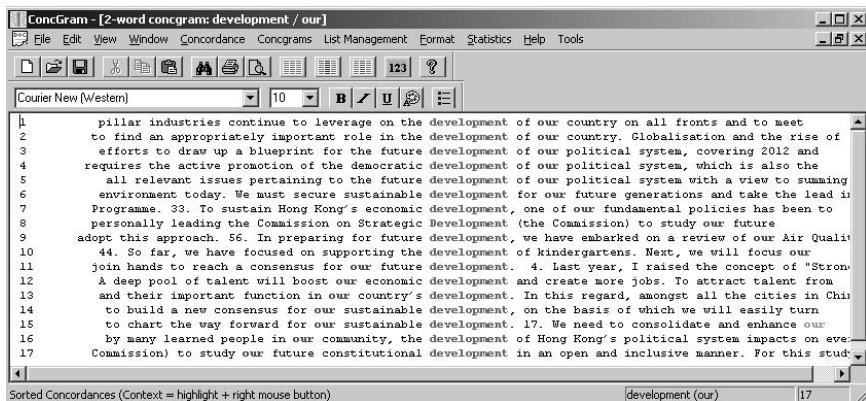 ConcGram - [2-word concgram: development / our]
File Edit View Window Concordance Concgrams List Management Format Statistics Help Tools
123 ?
Courier New (Western) 10 B I U
1 pillar industries continue to leverage on the development of our country on all fronts and to meet
2 to find an appropriately important role in the development of our country. Globalisation and the rise of
3 efforts to draw up a blueprint for the future development of our political system, covering 2012 and
4 requires the active promotion of the democratic development of our political system, which is also the
5 all relevant issues pertaining to the future development of our political system with a view to summing
6 environment today. We must secure sustainable development for our future generations and take the lead in
7 Programme. 33. To sustain Hong Kong's economic development, one of our fundamental policies has been to
8 personally leading the Commission on Strategic Development (the Commission) to study our future
9 adopt this approach. 56. In preparing for future development, we have embarked on a review of our Air Qualit
10 44. So far, we have focused on supporting the development of kindergartens. Next, we will focus our
11 join hands to reach a consensus for our future development. 4. Last year, I raised the concept of "Stron
12 A deep pool of talent will boost our economic development and create more jobs. To attract talent from
13 and their important function in our country's development. In this regard, amongst all the cities in Chi
14 to build a new consensus for our sustainable development, on the basis of which we will easily turn
15 to chart the way forward for our sustainable development. 17. We need to consolidate and enhance our
16 by many learned people in our community, the development of Hong Kong's political system impacts on eve
17 Commission) to study our future constitutional development in an open and inclusive manner. For this stud
Sorted Concordances (Context = highlight + right mouse button) development (our) 17